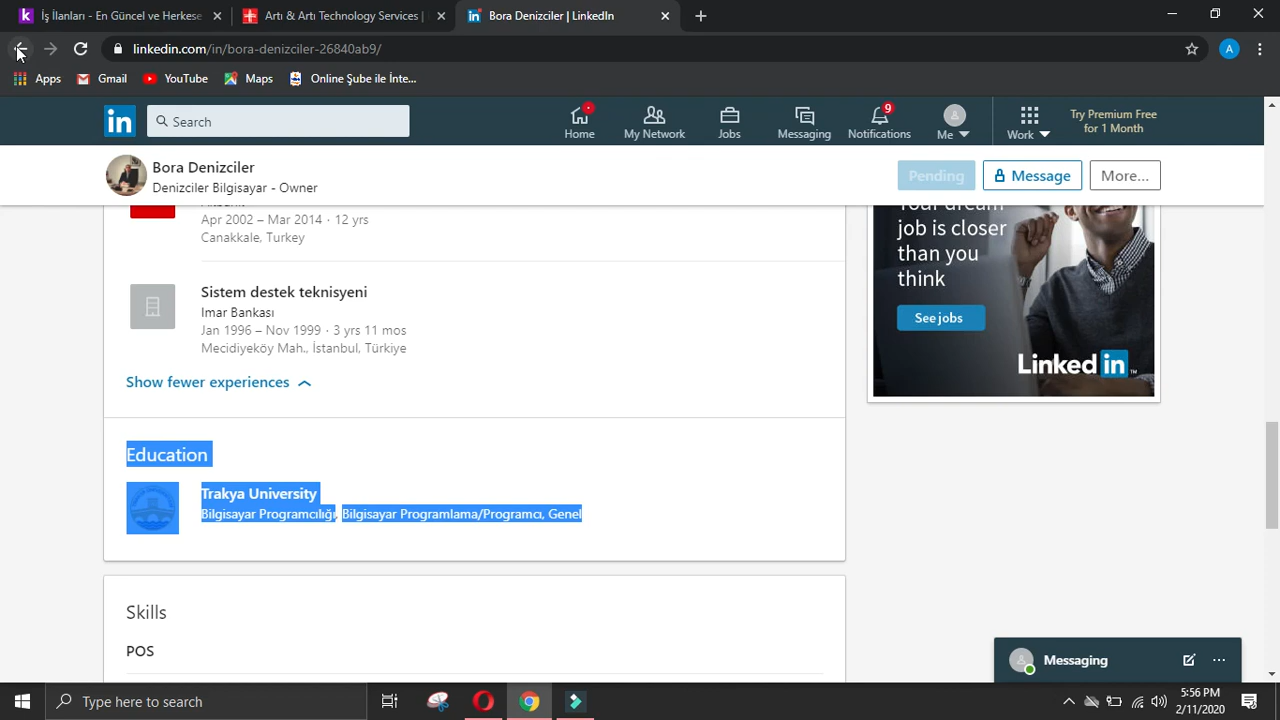 İş İlanları - En Güncel ve Herkese
Artı & Artı Technology Services |
Bora Denizciler | LinkedIn
linkedin.com/in/bora-denizciler-26840ab9/
A
Apps
Gmail
YouTube
Maps
Online Şube ile İnte...
in
Search
Home
My Network
Jobs
Messaging
9
Notifications
Me
Work
Try Premium Free
for 1 Month
Bora Denizciler
Denizciler Bilgisayar - Owner
Pending
Message
More...
Apr 2002 – Mar 2014 · 12 yrs
Canakkale, Turkey
Sistem destek teknisyeni
Imar Bankası
Jan 1996 – Nov 1999 · 3 yrs 11 mos
Mecidiyeköy Mah., İstanbul, Türkiye
Show fewer experiences
Education
Trakya University
Bilgisayar Programcılığı, Bilgisayar Programlama/Programcı, Genel
Skills
POS
Your dream
job is closer
than you
think
See jobs
Linked in
Messaging
Type here to search
5:56 PM
2/11/2020